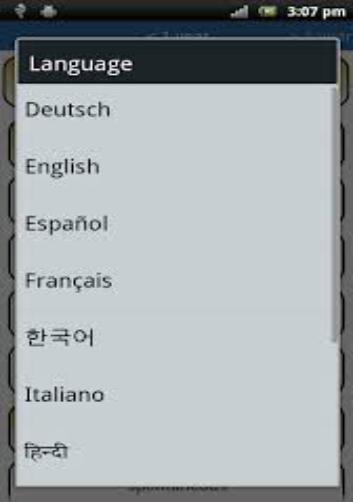 3:07 pm
Language
Deutsch
English
Español
Français
한국어
Italiano
हिन्दी